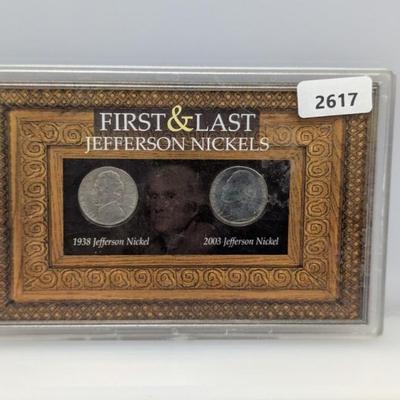 2617
FIRST&LAST
JEFFERSON NICKELS
1938 Jefferson Nickel
2003 Jefferson Nickel